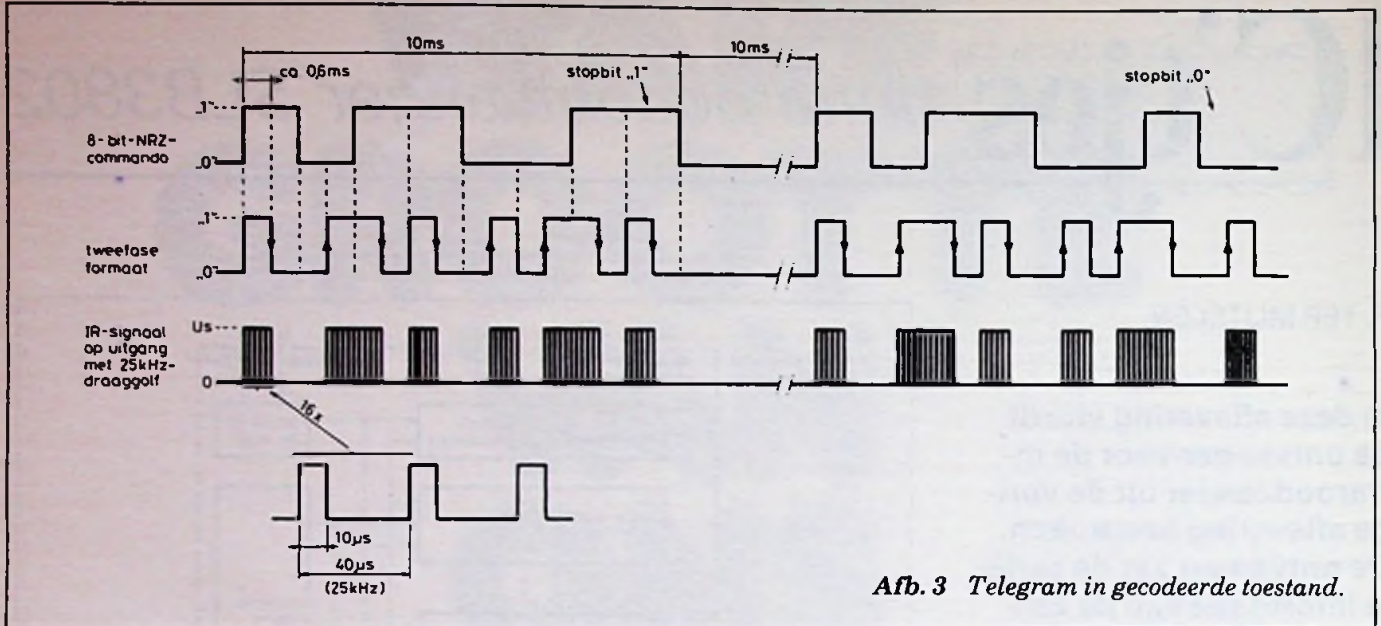 10ms
10ms
ca 0,6ms
stopbit „1"
stopbit „0"
„1"
8-bit-NRZ-
commando
„0"
„1"
tweefase
formaat
„0"
IR-signaal
op uitgang
met 25kHz-
draaggolf
Us
0
16x
10µs
40µs
(25kHz)
Afb. 3 Telegram in gecodeerde toestand.